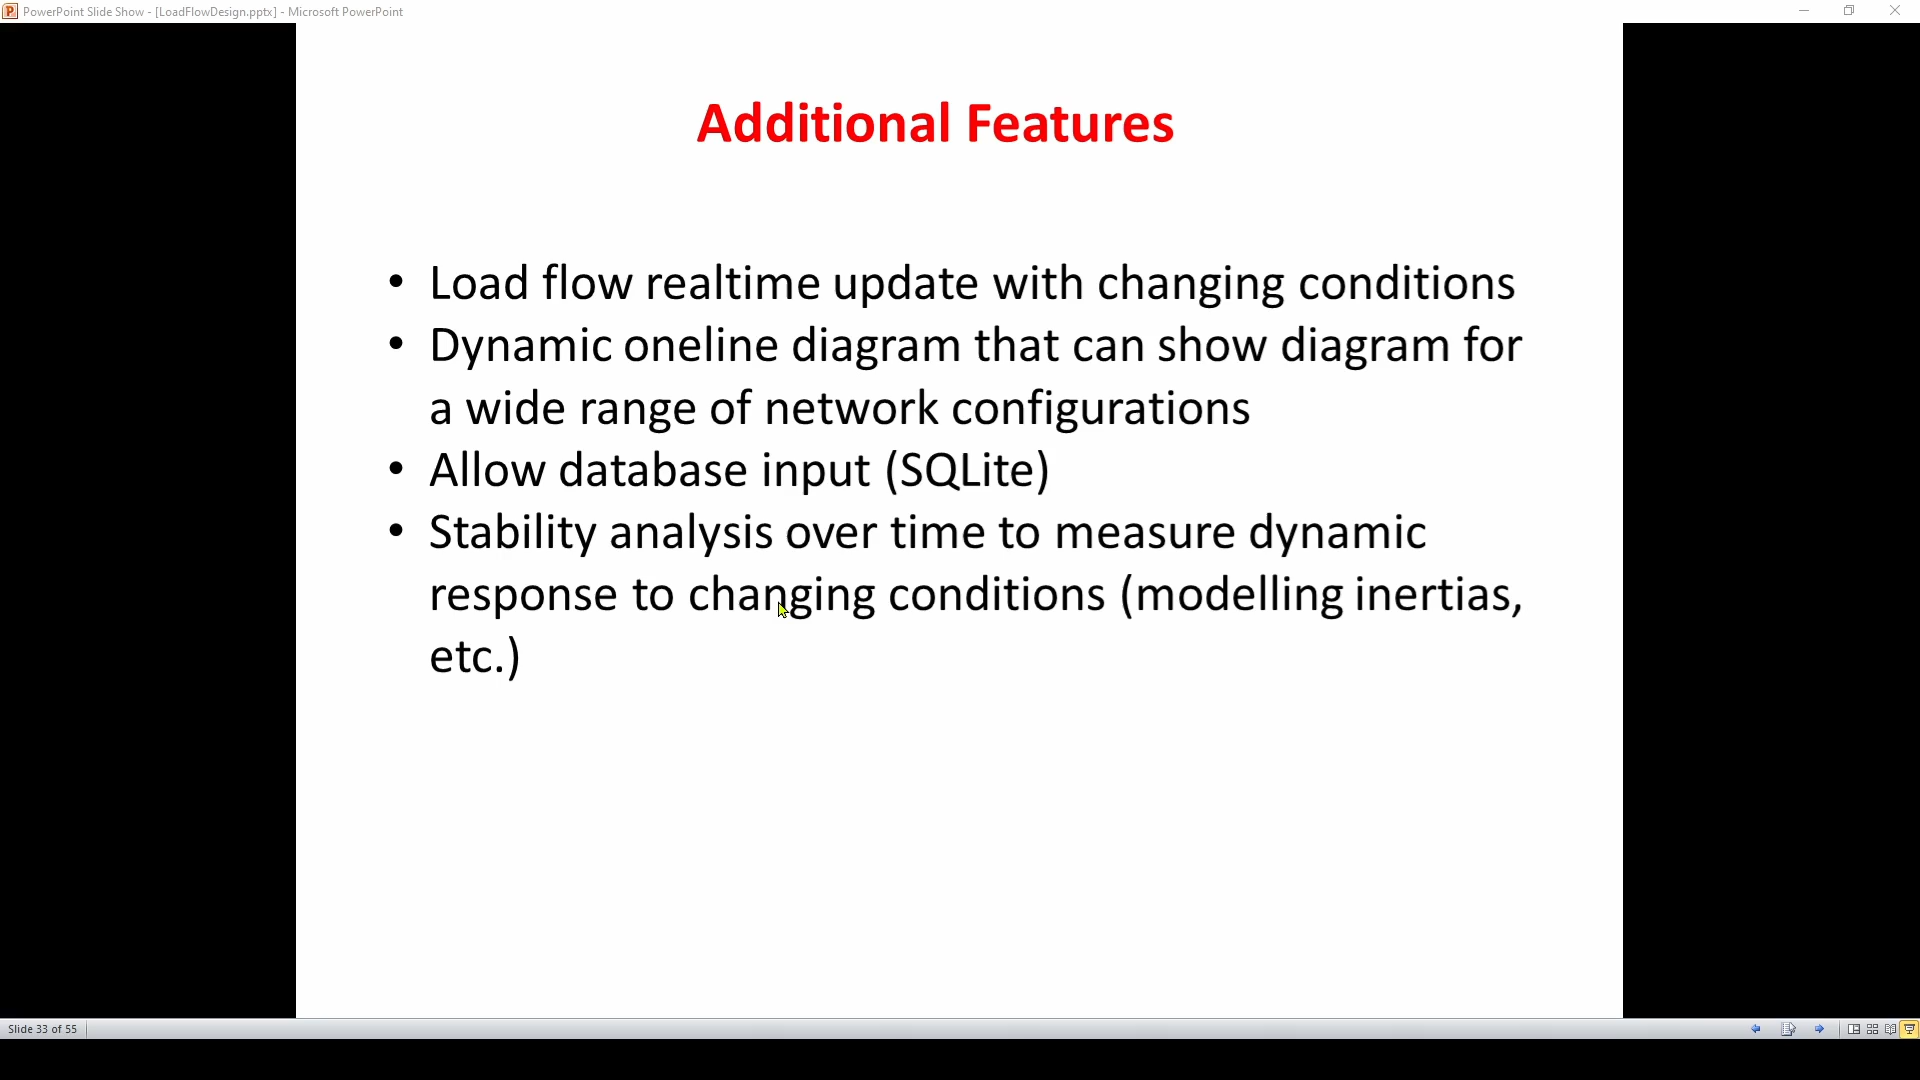 PowerPoint Slide Show - [LoadFlowDesign.pptx] - Microsoft PowerPoint
Additional Features
• Load flow realtime update with changing conditions
• Dynamic oneline diagram that can show diagram for
a wide range of network configurations
• Allow database input (SQLite)
• Stability analysis over time to measure dynamic
response to changing conditions (modelling inertias,
etc.)
Slide 33 of 55